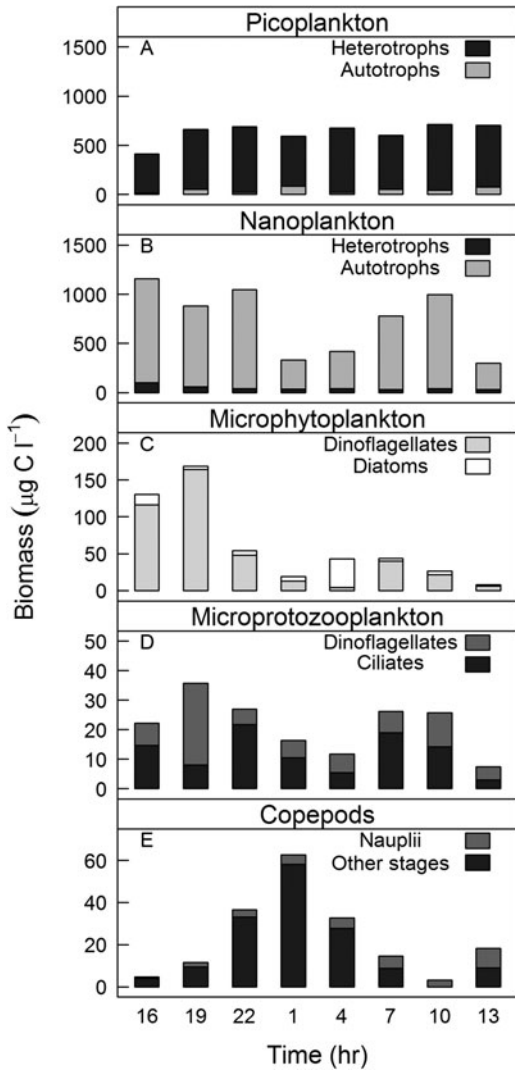 Picoplankton
A
Heterotrophs
Autotrophs
1500
1000
500
0
Nanoplankton
B
Heterotrophs
Autotrophs
1500
1000
500
0
Microphytoplankton
C
Dinoflagellates
Diatoms
200
150
100
50
0
Microprotozooplankton
D
Dinoflagellates
Ciliates
50
40
30
20
10
0
Copepods
E
Nauplii
Other stages
60
40
20
0
16 19 22 1 4 7 10 13
Time (hr)
Biomass (μg C l⁻¹)